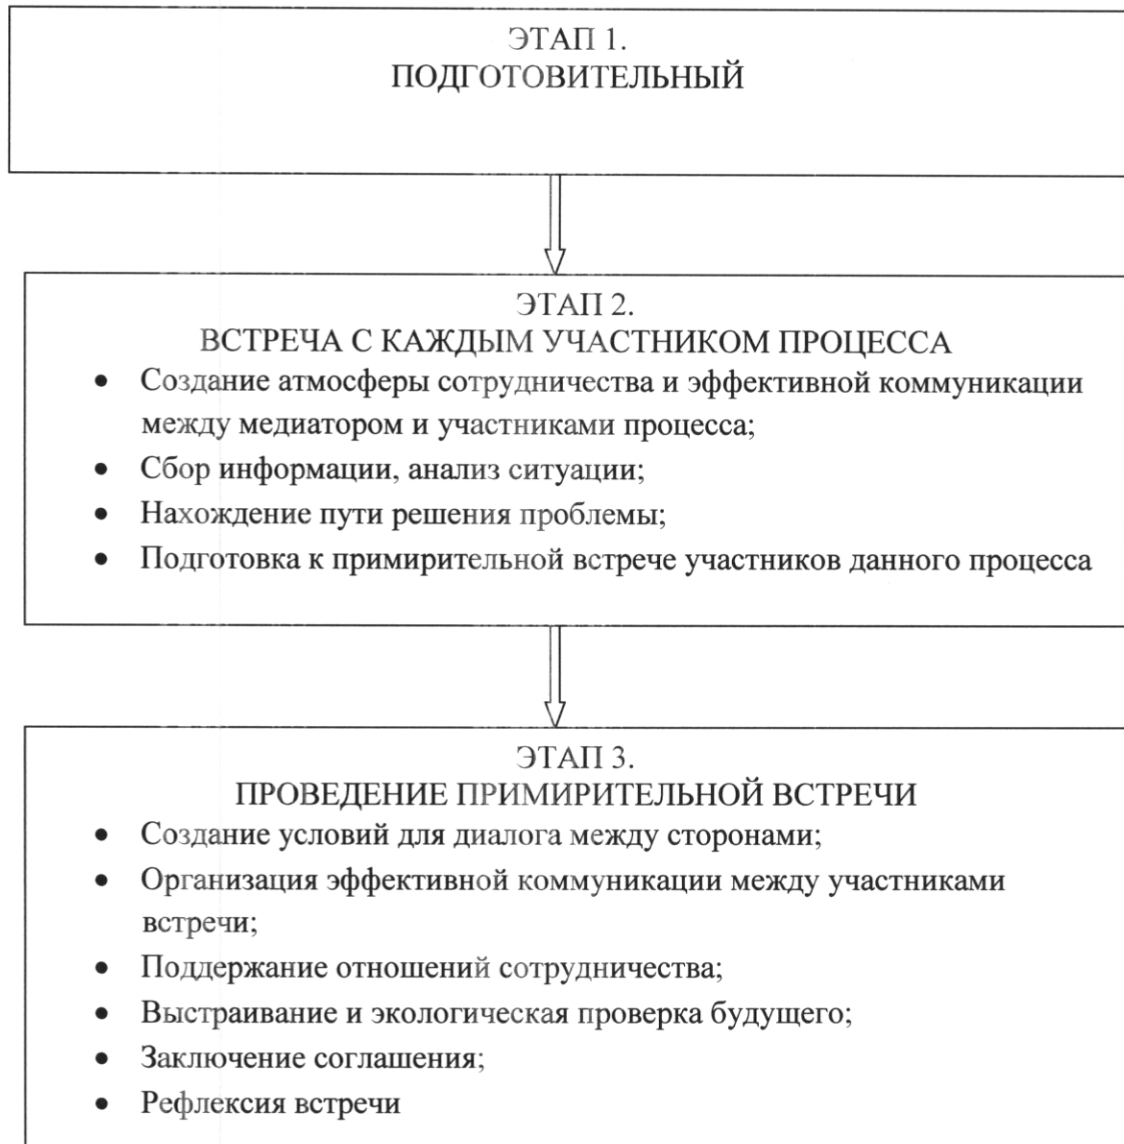 ЭТАП 1.
ПОДГОТОВИТЕЛЬНЫЙ
ЭТАП 2.
ВСТРЕЧА С КАЖДЫМ УЧАСТНИКОМ ПРОЦЕССА
• Создание атмосферы сотрудничества и эффективной коммуникации
между медиатором и участниками процесса;
• Сбор информации, анализ ситуации;
• Нахождение пути решения проблемы;
• Подготовка к примирительной встрече участников данного процесса
ЭТАП 3.
ПРОВЕДЕНИЕ ПРИМИРИТЕЛЬНОЙ ВСТРЕЧИ
• Создание условий для диалога между сторонами;
• Организация эффективной коммуникации между участниками
встречи;
• Поддержание отношений сотрудничества;
• Выстраивание и экологическая проверка будущего;
• Заключение соглашения;
• Рефлексия встречи